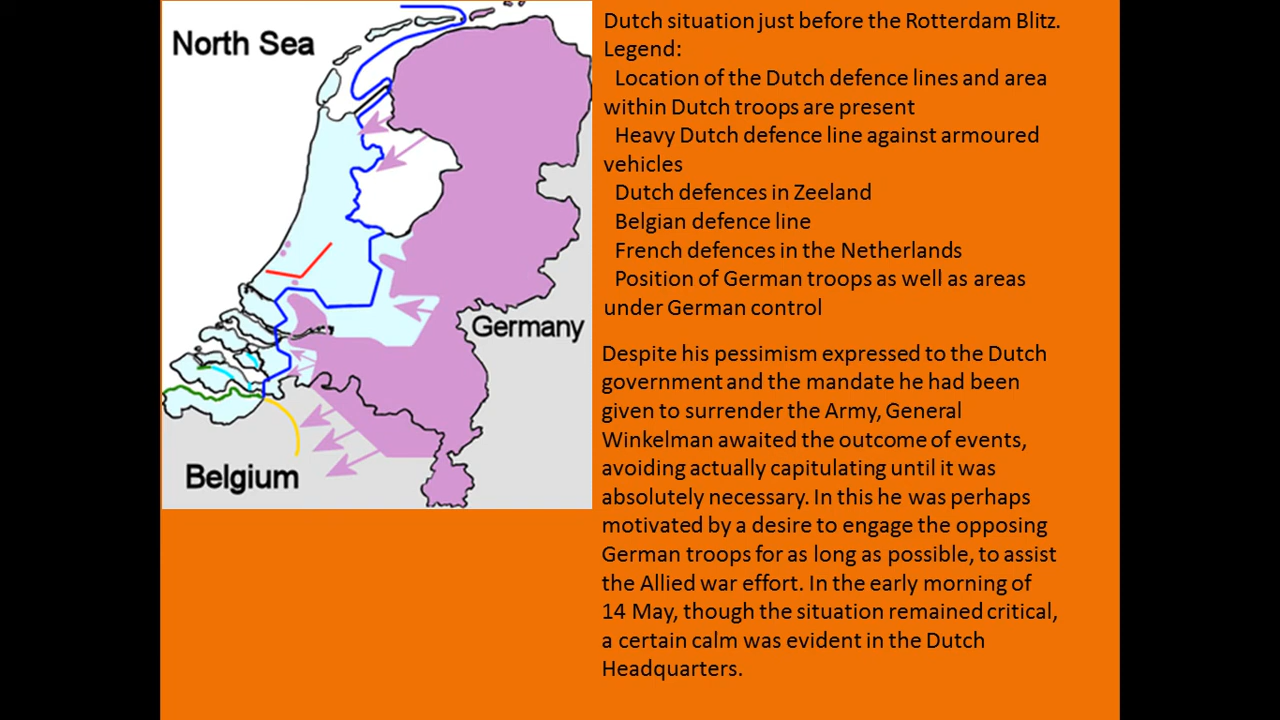 North Sea
Germany
Belgium
Dutch situation just before the Rotterdam Blitz.
Legend:
Location of the Dutch defence lines and area
within Dutch troops are present
Heavy Dutch defence line against armoured
vehicles
Dutch defences in Zeeland
Belgian defence line
French defences in the Netherlands
Position of German troops as well as areas
under German control
Despite his pessimism expressed to the Dutch
government and the mandate he had been
given to surrender the Army, General
Winkelman awaited the outcome of events,
avoiding actually capitulating until it was
absolutely necessary. In this he was perhaps
motivated by a desire to engage the opposing
German troops for as long as possible, to assist
the Allied war effort. In the early morning of
14 May, though the situation remained critical,
a certain calm was evident in the Dutch
Headquarters.